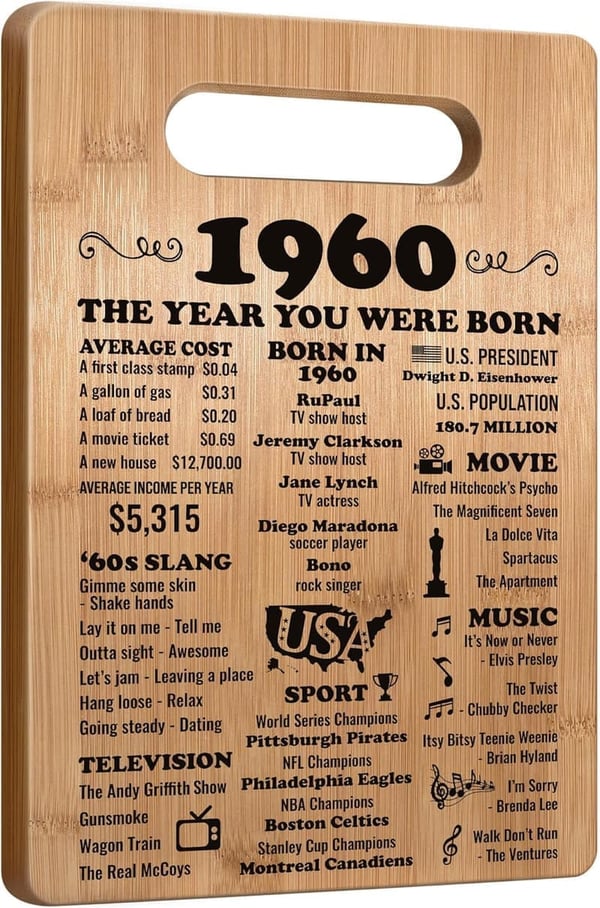 1960
THE YEAR YOU WERE BORN
AVERAGE COST
A first class stamp $0.04
A gallon of gas $0.31
A loaf of bread $0.20
A movie ticket $0.69
A new house $12,700.00
AVERAGE INCOME PER YEAR
$5,315
‘60s SLANG
Gimme some skin
- Shake hands
Lay it on me - Tell me
Outta sight - Awesome
Let's jam - Leaving a place
Hang loose - Relax
Going steady - Dating
TELEVISION
The Andy Griffith Show
Gunsmoke
Wagon Train
The Real McCoys
BORN IN
1960
RuPaul
TV show host
Jeremy Clarkson
TV show host
Jane Lynch
TV actress
Diego Maradona
soccer player
Bono
rock singer
USA
SPORT
World Series Champions
Pittsburgh Pirates
NFL Champions
Philadelphia Eagles
NBA Champions
Boston Celtics
Stanley Cup Champions
Montreal Canadiens
U.S. PRESIDENT
Dwight D. Eisenhower
U.S. POPULATION
180.7 MILLION
MOVIE
Alfred Hitchcock's Psycho
The Magnificent Seven
La Dolce Vita
Spartacus
The Apartment
MUSIC
It's Now or Never
- Elvis Presley
The Twist
- Chubby Checker
Itsy Bitsy Teenie Weenie
- Brian Hyland
I'm Sorry
- Brenda Lee
Walk Don't Run
- The Ventures